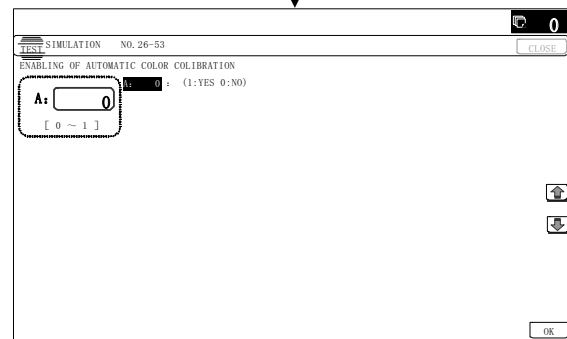 0
TEST SIMULATION NO. 26-53
CLOSE
ENABLING OF AUTOMATIC COLOR COLIBRATION
A: 0
[ 0 ~ 1 ]
A: 0 : (1:YES 0:NO)
OK